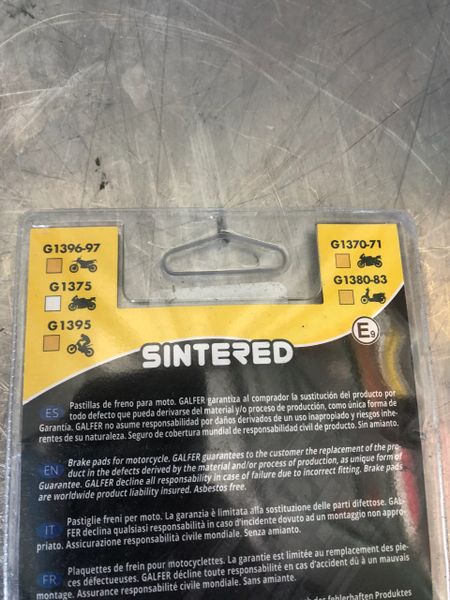 G1396-97
G1375
G1395
G1370-71
G1380-83
E9
SINTERED
ES
Pastillas de freno para moto. GALFER garantiza al comprador la sustitución del producto por
todo defecto que pueda derivarse del material y/o proceso de producción, como única forma de
Garantía. GALFER no asume responsabilidad por daños derivados de un uso inapropiado y riesgos inhe-
rentes de su naturaleza. Seguro de cobertura mundial de responsabilidad civil de producto. Sin amianto.
EN
Brake pads for motorcycle. GALFER guarantees to the customer the replacement of the pro-
duct in the defects derived by the material and/or process of production, as unique form of
Guarantee. GALFER decline all responsability in case of failure due to incorrect fitting. Brake pads
are worldwide product liability insured. Asbestos free.
IT
Pastiglie freni per moto. La garanzia è limitata alla sostituzione delle parti difettose. GAL-
FER declina qualsiasi responsabilità in caso d'incidente dovuto ad un montaggio non appro-
priato. Assicurazione responsabilità civile mondiale. Senza amianto.
FR
Plaquettes de frein pour motocyclettes. La garantie est limitée au remplacement des piè-
ces défectueuses. GALFER décline toute responsabilité en cas d'accident dû à un mauvais
montage. Assurance responsabilité civile mondiale. Sans amiante.
des fehlerhaften Produktes